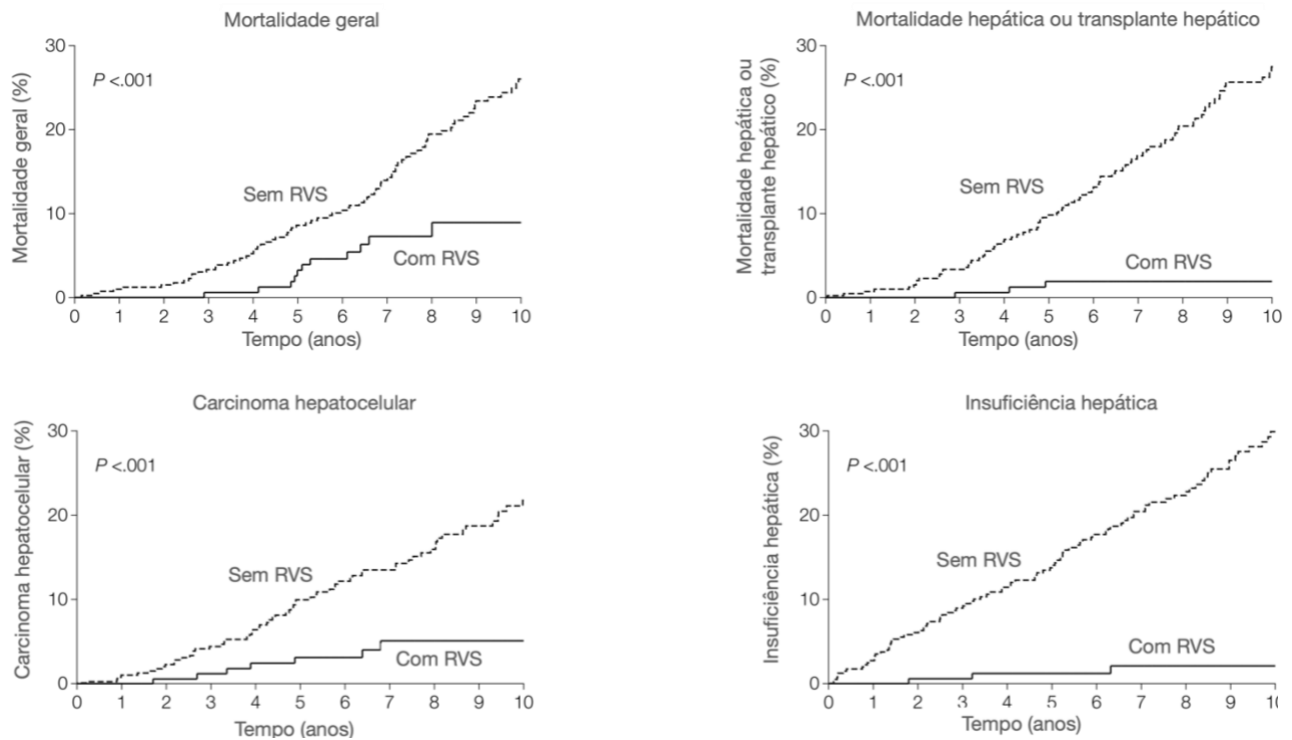 Mortalidade geral
Mortalidade geral (%)
30
20
10
0
P <.001
Sem RVS
Com RVS
0 1 2 3 4 5 6 7 8 9 10
Tempo (anos)
Mortalidade hepática ou transplante hepático
Mortalidade hepática ou
transplante hepático (%)
30
20
10
0
P <.001
Sem RVS
Com RVS
0 1 2 3 4 5 6 7 8 9 10
Tempo (anos)
Carcinoma hepatocelular
Carcinoma hepatocelular (%)
30
20
10
0
P <.001
Sem RVS
Com RVS
0 1 2 3 4 5 6 7 8 9 10
Tempo (anos)
Insuficiência hepática
Insuficiência hepática (%)
30
20
10
0
P <.001
Sem RVS
Com RVS
0 1 2 3 4 5 6 7 8 9 10
Tempo (anos)